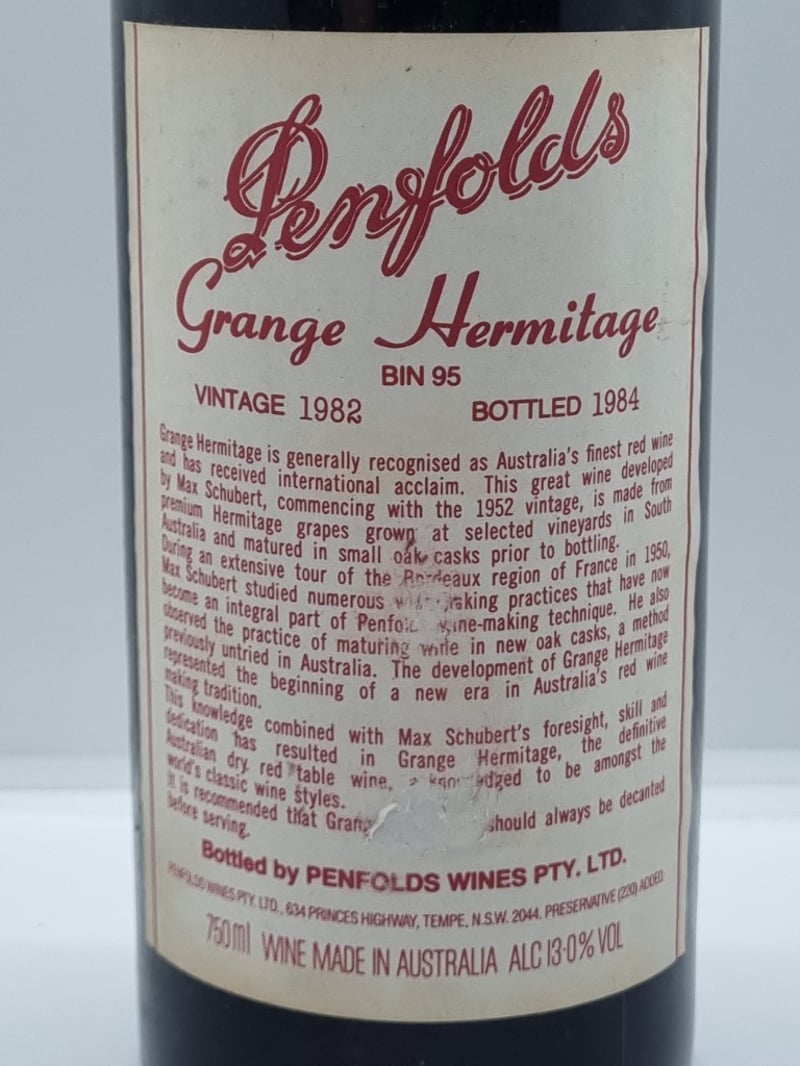 Penfolds
Grange Hermitage
BIN 95
VINTAGE 1982 BOTTLED 1984
Grange Hermitage is generally recognised as Australia's finest red wine
and has received international acclaim. This great wine developed
by Max Schubert, commencing with the 1952 vintage, is made from
premium Hermitage grapes grown at selected vineyards in South
Australia and matured in small oak casks prior to bottling.
During an extensive tour of the Bordeaux region of France in 1950,
Max Schubert studied numerous making practices that have now
become an integral part of Penfolds wine-making technique. He also
observed the practice of maturing wine in new oak casks, a method
previously untried in Australia. The development of Grange Hermitage
represented the beginning of a new era in Australia's red wine
making tradition.
This knowledge combined with Max Schubert's foresight, skill and
dedication has resulted in Grange Hermitage, the definitive
Australian dry red table wine, acknowledged to be amongst the
world's classic wine styles.
It is recommended that Grange should always be decanted
before serving.
Bottled by PENFOLDS WINES PTY. LTD.
PENFOLDS WINES PTY. LTD., 634 PRINCES HIGHWAY, TEMPE, N.S.W. 2044. PRESERVATIVE (220) ADDED
750ml WINE MADE IN AUSTRALIA ALC 13·0% VOL